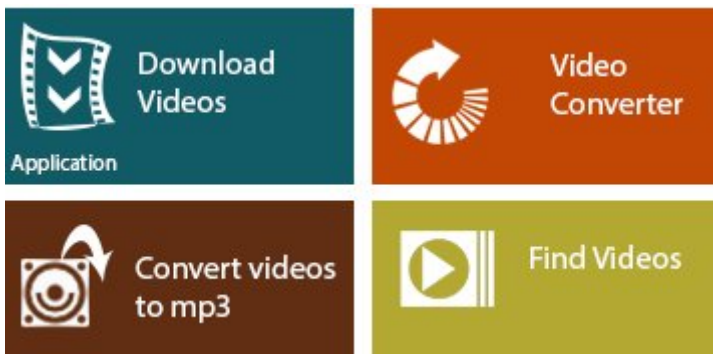 Download
Videos
Application
Video
Converter
Convert videos
to mp3
Find Videos